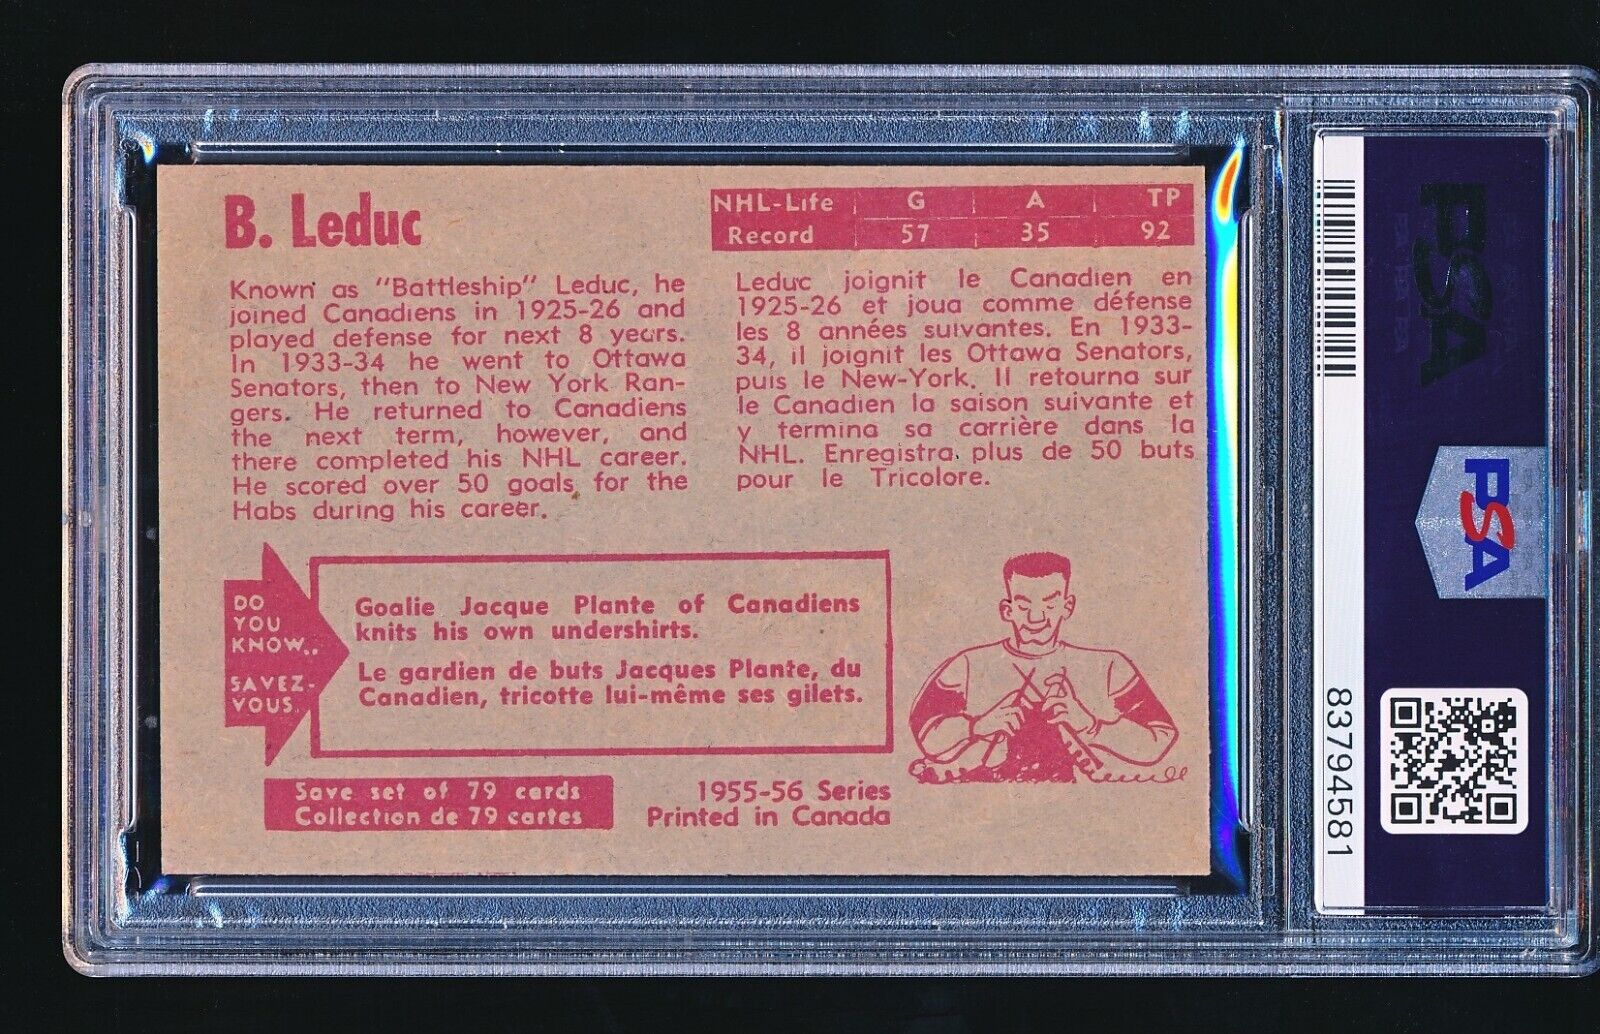 B. Leduc
NHL-Life G A TP
Record 57 35 92
Known as "Battleship" Leduc, he
joined Canadiens in 1925-26 and
played defense for next 8 years.
In 1933-34 he went to Ottawa
Senators, then to New York Ran-
gers. He returned to Canadiens
the next term, however, and
there completed his NHL career.
He scored over 50 goals for the
Habs during his career.
Leduc joignit le Canadien en
1925-26 et joua comme défense
les 8 années suivantes. En 1933-
34, il joignit les Ottawa Senators,
puis le New-York. Il retourna sur
le Canadien la saison suivante et
y termina sa carrière dans la
NHL. Enregistra plus de 50 buts
pour le Tricolore.
DO
YOU
KNOW..
SAVEZ-
VOUS.
Goalie Jacque Plante of Canadiens
knits his own undershirts.
Le gardien de buts Jacques Plante, du
Canadien, tricotte lui-même ses gilets.
Save set of 79 cards
Collection de 79 cartes
1955-56 Series
Printed in Canada
PSA
PSA
83794581